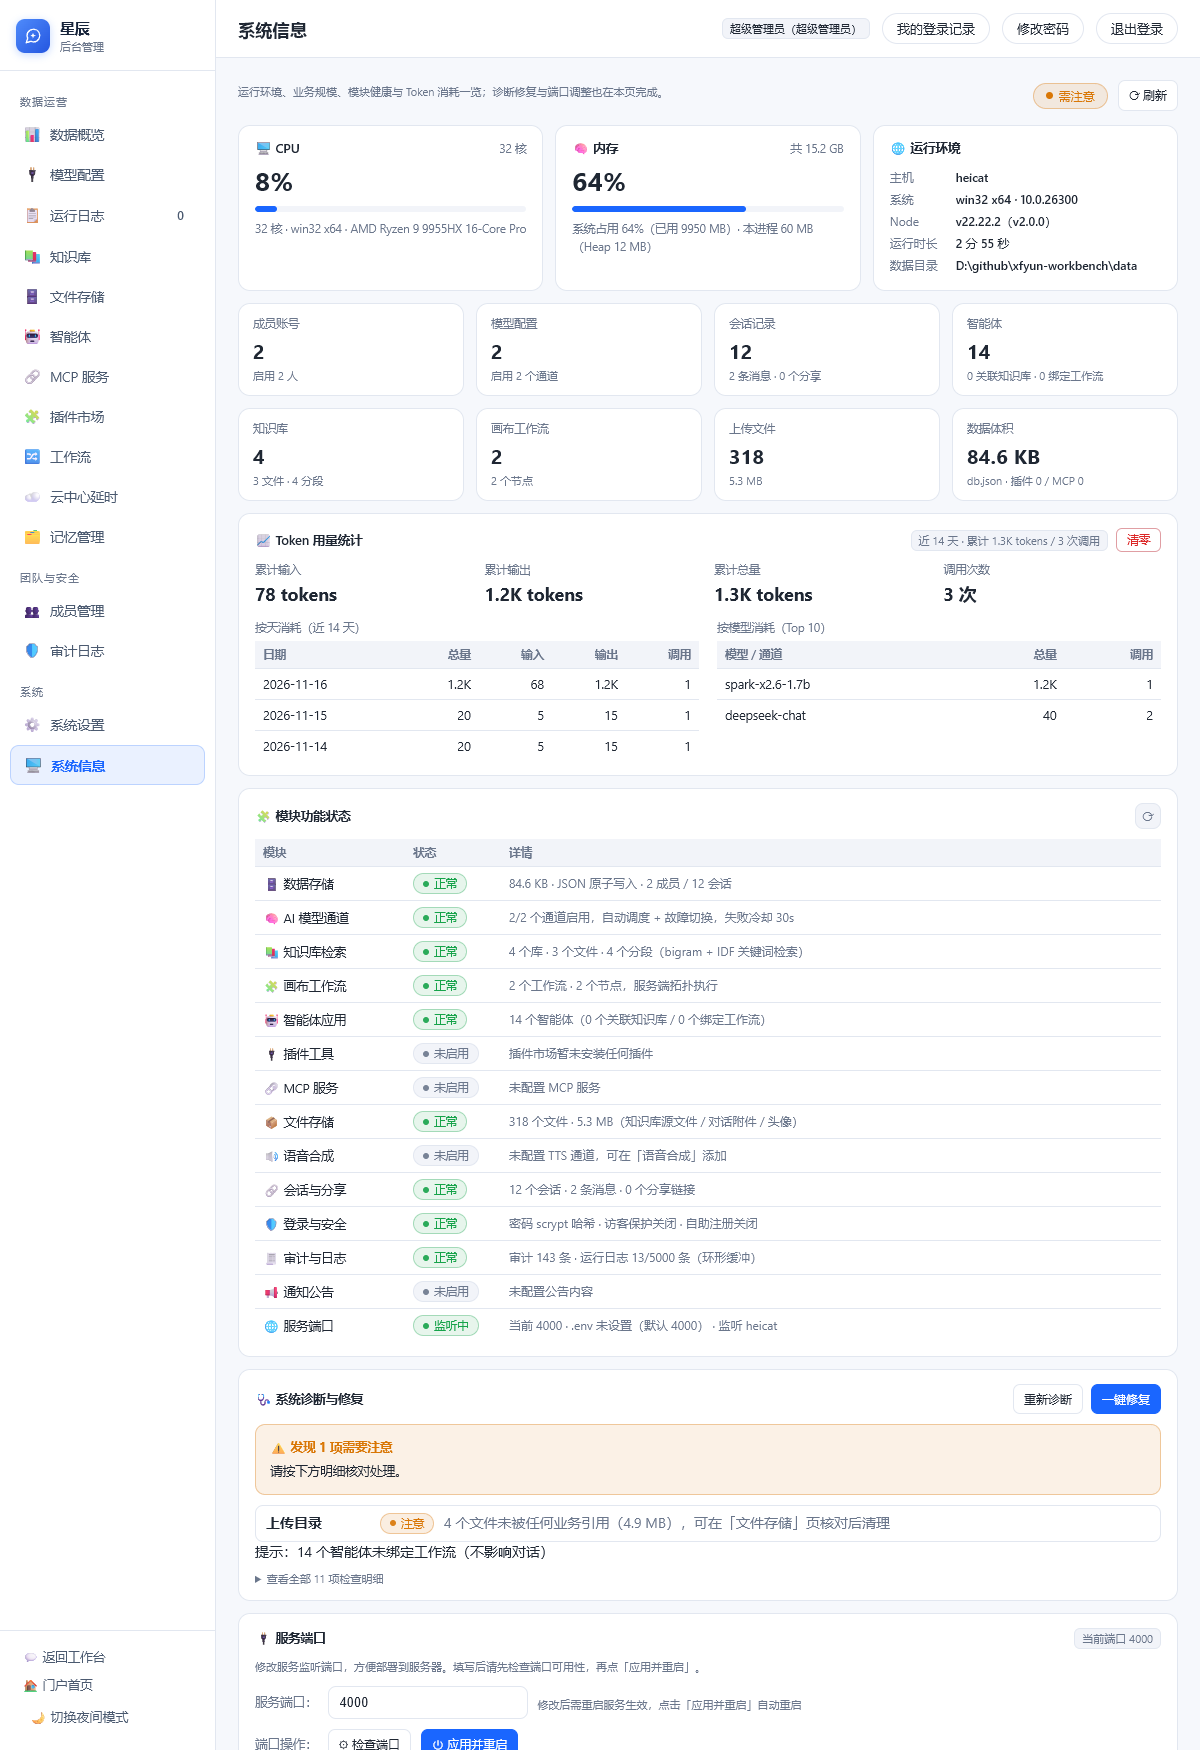 星辰
后台管理
数据运营
数据概览
模型配置
运行日志 0
知识库
文件存储
智能体
MCP 服务
插件市场
工作流
云中心延时
记忆管理
团队与安全
成员管理
审计日志
系统
系统设置
系统信息
返回工作台
门户首页
切换夜间模式
系统信息
超级管理员（超级管理员） 我的登录记录 修改密码 退出登录
运行环境、业务规模、模块健康与 Token 消耗一览；诊断修复与端口调整也在本页完成。
需注意 刷新
CPU 32 核
8%
32 核 · win32 x64 · AMD Ryzen 9 9955HX 16-Core Pro
内存 共 15.2 GB
64%
系统占用 64%（已用 9950 MB）· 本进程 60 MB
（Heap 12 MB）
运行环境
主机 heicat
系统 win32 x64 · 10.0.26300
Node v22.22.2（v2.0.0）
运行时长 2 分 55 秒
数据目录 D:\github\xfyun-workbench\data
成员账号
2
启用 2 人
模型配置
2
启用 2 个通道
会话记录
12
2 条消息 · 0 个分享
智能体
14
0 关联知识库 · 0 绑定工作流
知识库
4
3 文件 · 4 分段
画布工作流
2
2 个节点
上传文件
318
5.3 MB
数据体积
84.6 KB
db.json · 插件 0 / MCP 0
Token 用量统计 近 14 天 · 累计 1.3K tokens / 3 次调用 清零
累计输入 累计输出 累计总量 调用次数
78 tokens 1.2K tokens 1.3K tokens 3 次
按天消耗（近 14 天）
日期 总量 输入 输出 调用
2026-11-16 1.2K 68 1.2K 1
2026-11-15 20 5 15 1
2026-11-14 20 5 15 1
按模型消耗（Top 10）
模型 / 通道 总量 调用
spark-x2.6-1.7b 1.2K 1
deepseek-chat 40 2
模块功能状态
模块 状态 详情
数据存储 正常 84.6 KB · JSON 原子写入 · 2 成员 / 12 会话
AI 模型通道 正常 2/2 个通道启用，自动调度 + 故障切换，失败冷却 30s
知识库检索 正常 4 个库 · 3 个文件 · 4 个分段（bigram + IDF 关键词检索）
画布工作流 正常 2 个工作流 · 2 个节点，服务端拓扑执行
智能体应用 正常 14 个智能体（0 个关联知识库 / 0 个绑定工作流）
插件工具 未启用 插件市场暂未安装任何插件
MCP 服务 未启用 未配置 MCP 服务
文件存储 正常 318 个文件 · 5.3 MB（知识库源文件 / 对话附件 / 头像）
语音合成 未启用 未配置 TTS 通道，可在「语音合成」添加
会话与分享 正常 12 个会话 · 2 条消息 · 0 个分享链接
登录与安全 正常 密码 scrypt 哈希 · 访客保护关闭 · 自助注册关闭
审计与日志 正常 审计 143 条 · 运行日志 13/5000 条（环形缓冲）
通知公告 未启用 未配置公告内容
服务端口 监听中 当前 4000 · .env 未设置（默认 4000） · 监听 heicat
系统诊断与修复 重新诊断 一键修复
发现 1 项需要注意
请按下方明细核对处理。
上传目录 注意 4 个文件未被任何业务引用（4.9 MB），可在「文件存储」页核对后清理
提示：14 个智能体未绑定工作流（不影响对话）
查看全部 11 项检查明细
服务端口 当前端口 4000
修改服务监听端口，方便部署到服务器。填写后请先检查端口可用性，再点「应用并重启」。
服务端口： 4000 修改后需重启服务生效，点击「应用并重启」自动重启
端口操作： 检查端口 应用并重启